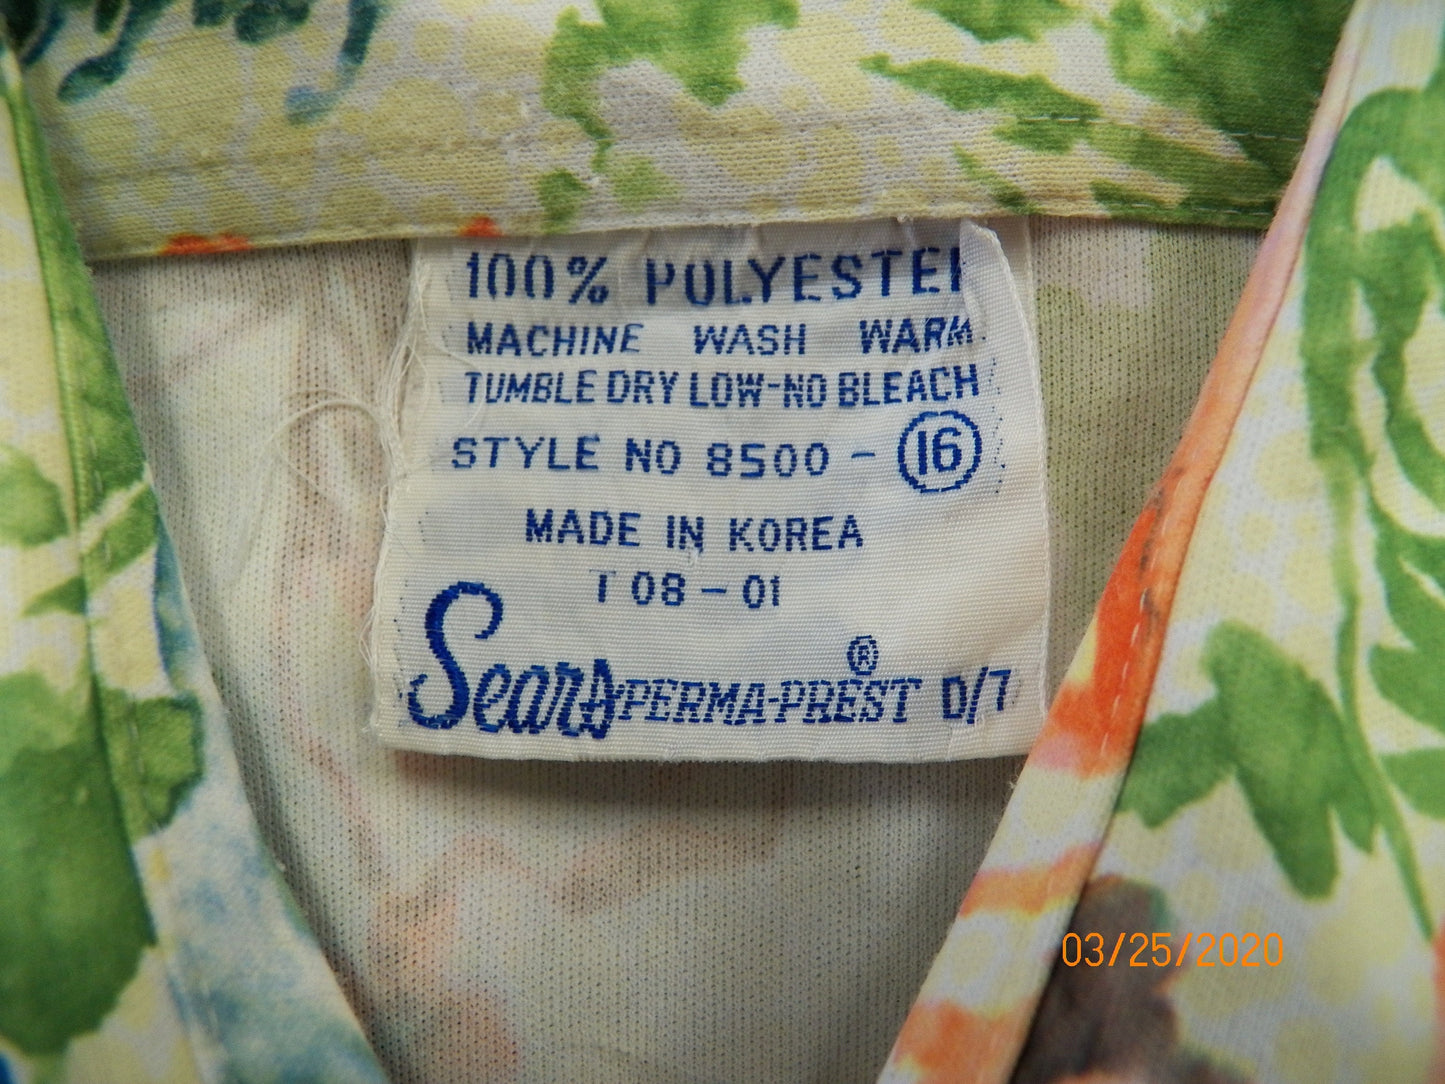 100% POLYESTER
MACHINE WASH WARM
TUMBLE DRY LOW-NO BLEACH
STYLE NO 8500 - 16
MADE IN KOREA
T 08 - 01
Sears PERMA-PREST ® D/7
03/25/2020